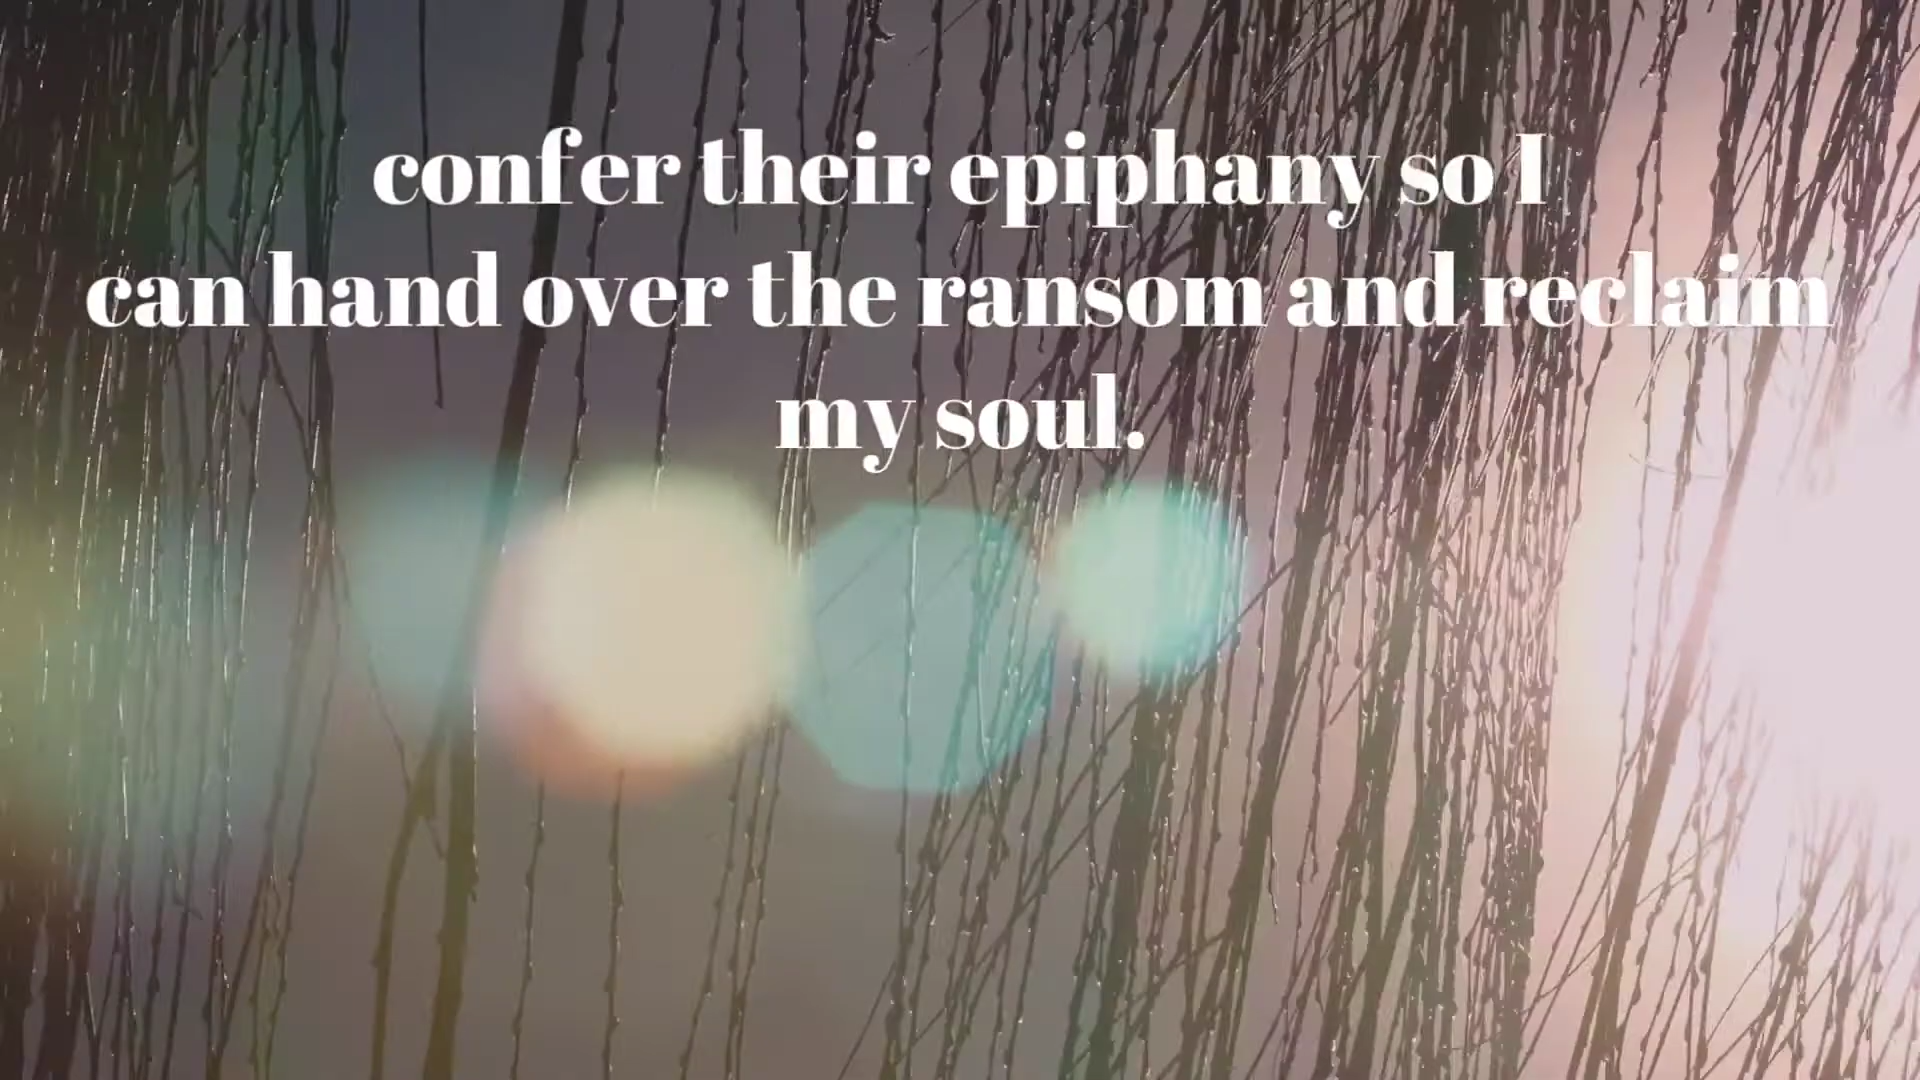 confer their epiphany so I
can hand over the ransom and reclaim
my soul.